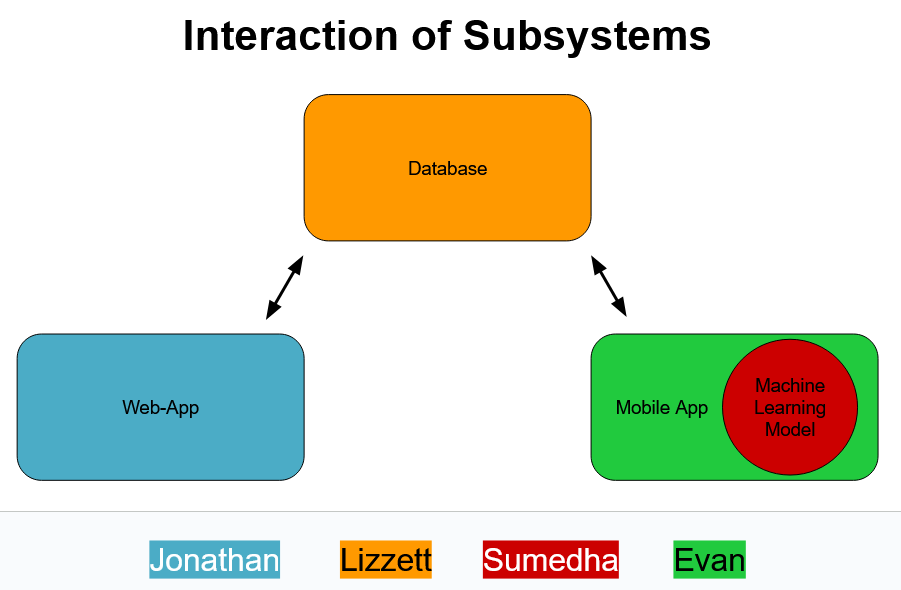 Interaction of Subsystems
Database
Web-App
Mobile App
Machine
Learning
Model
Jonathan
Lizzett
Sumedha
Evan